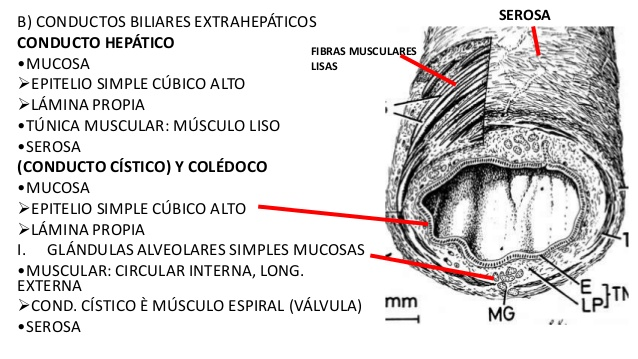 B) CONDUCTOS BILIARES EXTRAHEPÁTICOS
CONDUCTO HEPÁTICO
•MUCOSA
➢EPITELIO SIMPLE CÚBICO ALTO
➢LÁMINA PROPIA
•TÚNICA MUSCULAR: MÚSCULO LISO
•SEROSA
(CONDUCTO CÍSTICO) Y COLÉDOCO
•MUCOSA
➢EPITELIO SIMPLE CÚBICO ALTO
➢LÁMINA PROPIA
I. GLÁNDULAS ALVEOLARES SIMPLES MUCOSAS
•MUSCULAR: CIRCULAR INTERNA, LONG.
EXTERNA
➢COND. CÍSTICO È MÚSCULO ESPIRAL (VÁLVULA)
•SEROSA
SEROSA
FIBRAS MUSCULARES
LISAS
mm
MG
E
LP